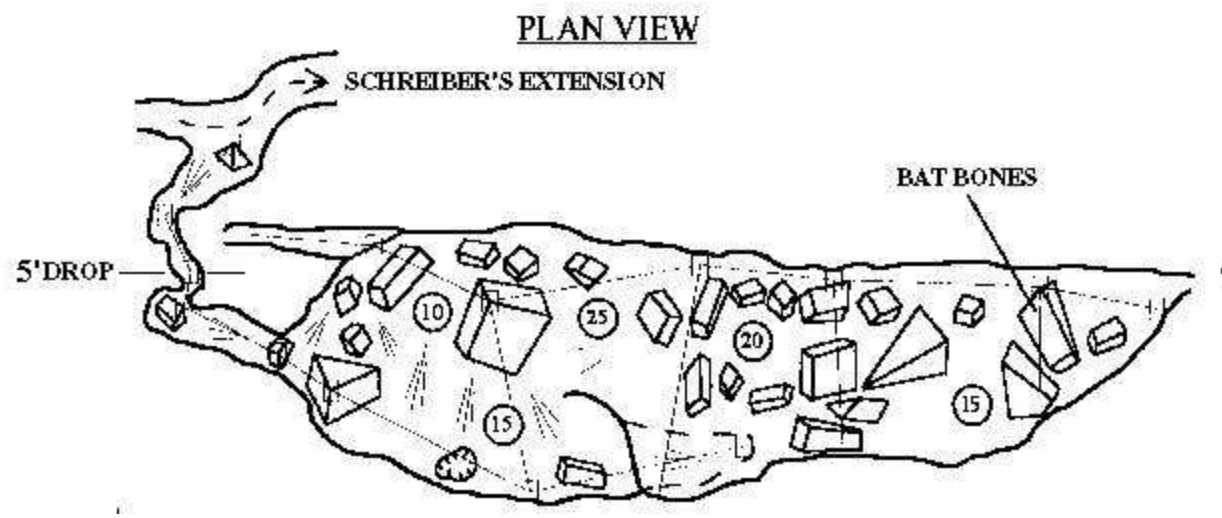 PLAN VIEW
SCHREIBER'S EXTENSION
BAT BONES
5' DROP
10
25
20
15
15